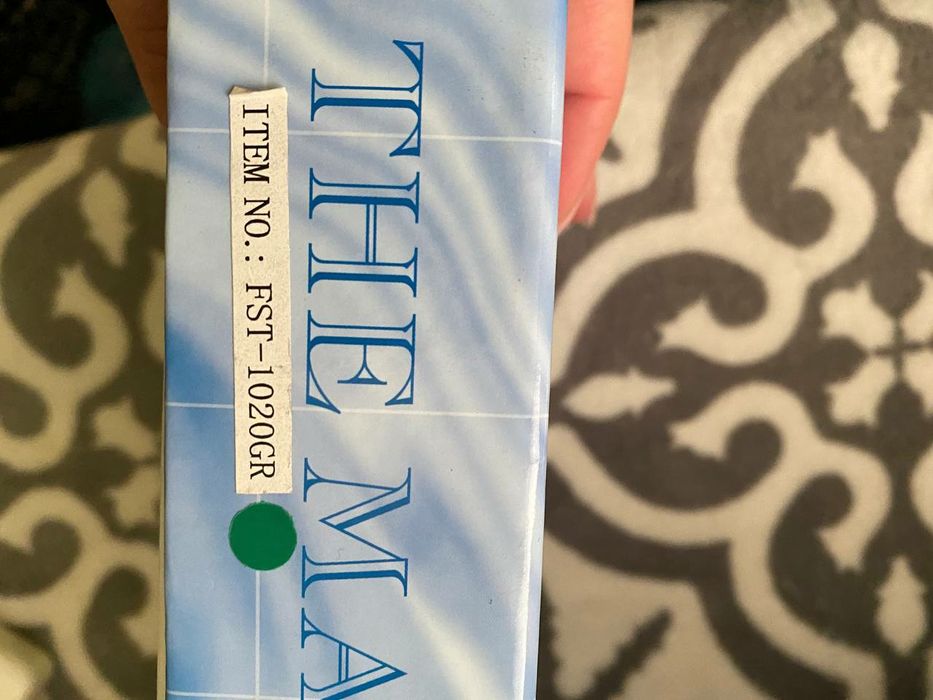 THE MA
ITEM NO.: FST-1020GR